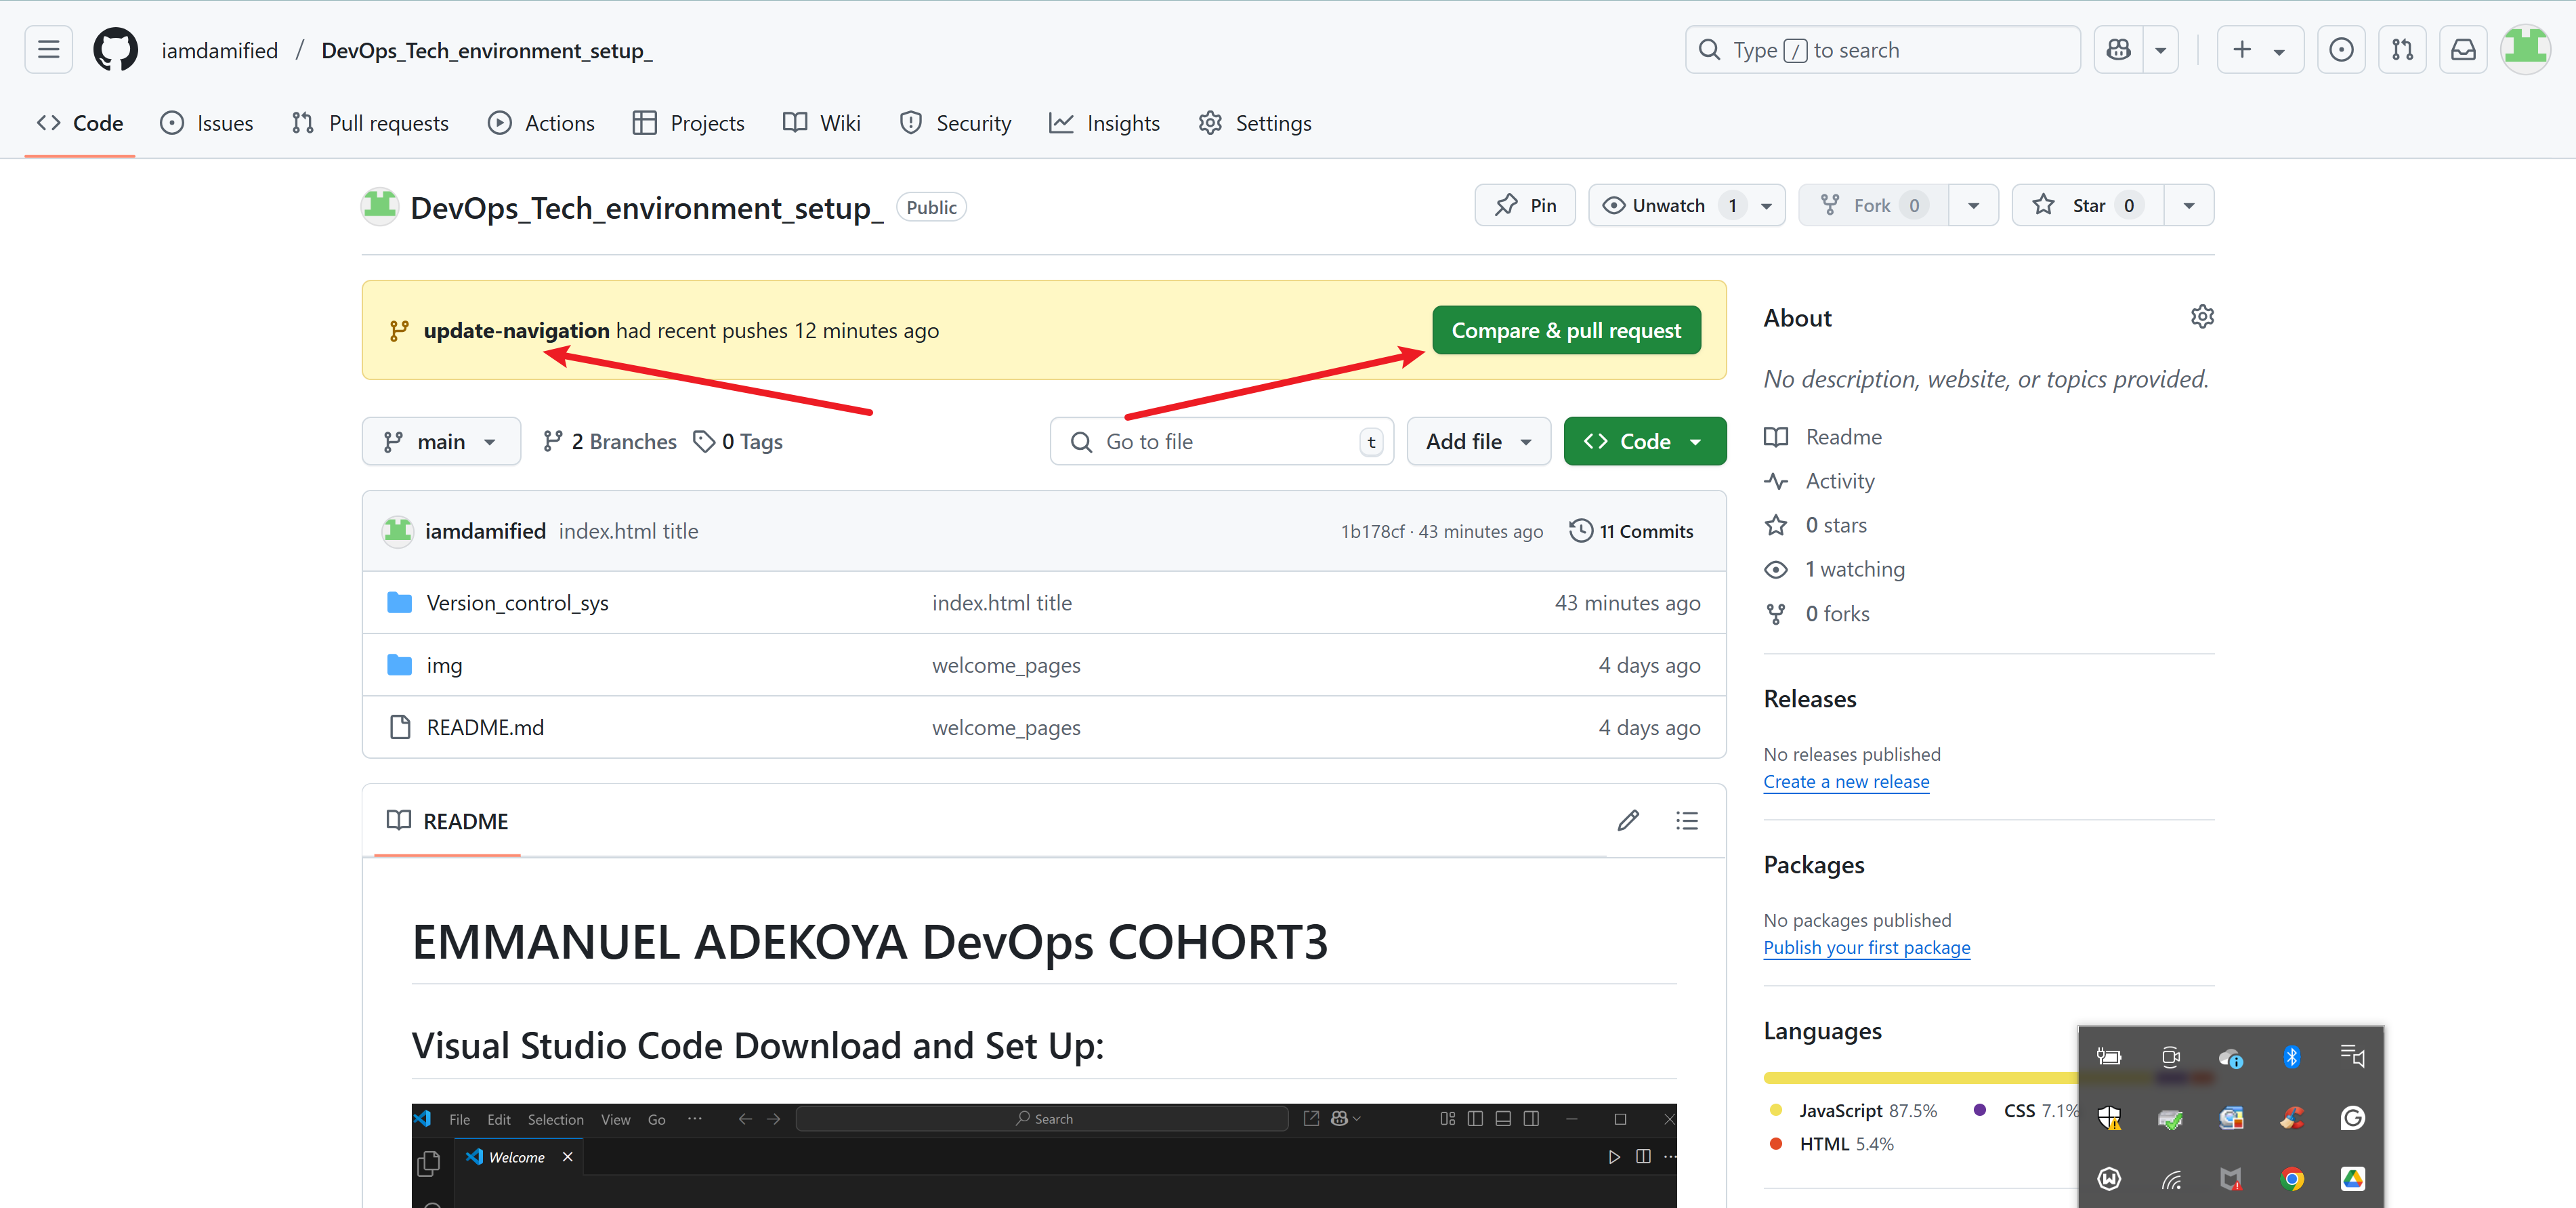 iamdamified / DevOps_Tech_environment_setup_
Type / to search
Code Issues Pull requests Actions Projects Wiki Security Insights Settings
DevOps_Tech_environment_setup_ Public
Pin Unwatch 1 Fork 0 Star 0
update-navigation had recent pushes 12 minutes ago
Compare & pull request
main 2 Branches 0 Tags
Go to file t
Add file
Code
iamdamified index.html title 1b178cf · 43 minutes ago 11 Commits
Version_control_sys index.html title 43 minutes ago
img welcome_pages 4 days ago
README.md welcome_pages 4 days ago
README
EMMANUEL ADEKOYA DevOps COHORT3
Visual Studio Code Download and Set Up:
File Edit Selection View Go ··· Search
Welcome
About
No description, website, or topics provided.
Readme
Activity
0 stars
1 watching
0 forks
Releases
No releases published
Create a new release
Packages
No packages published
Publish your first package
Languages
JavaScript 87.5% CSS 7.1%
HTML 5.4%